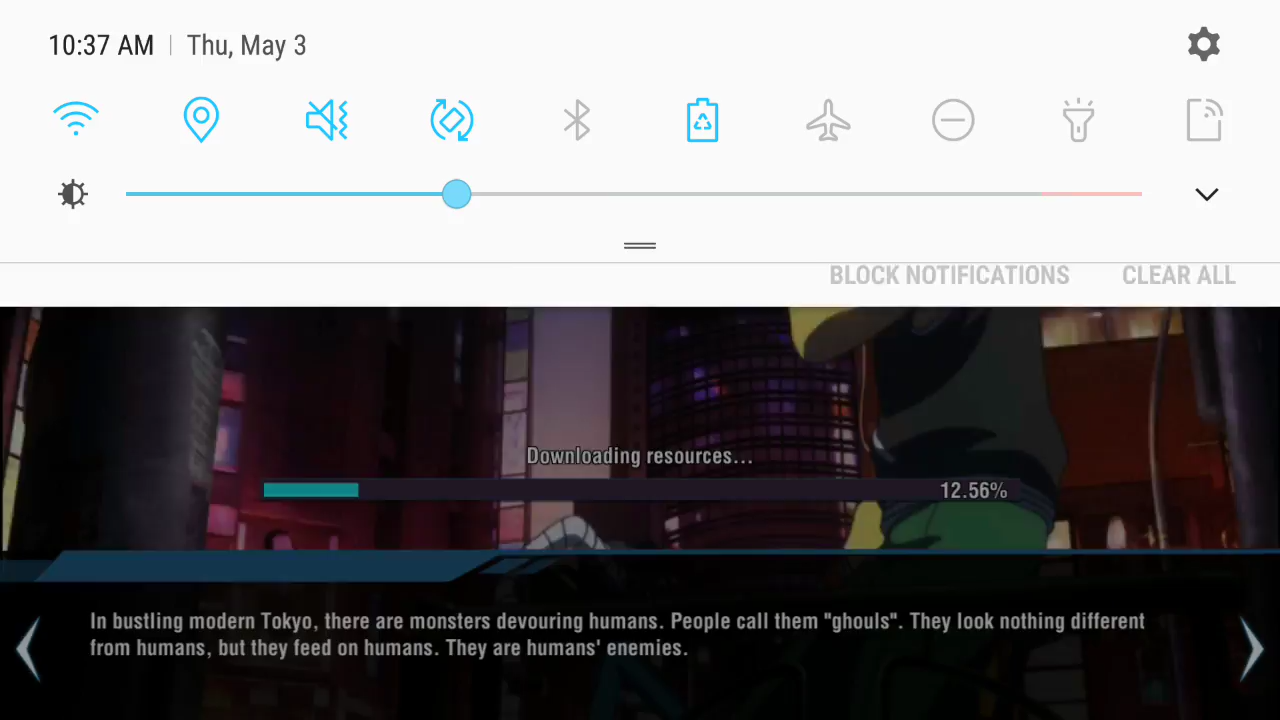 10:37 AM | Thu, May 3
BLOCK NOTIFICATIONS CLEAR ALL
Downloading resources...
12.56%
In bustling modern Tokyo, there are monsters devouring humans. People call them "ghouls". They look nothing different
from humans, but they feed on humans. They are humans' enemies.